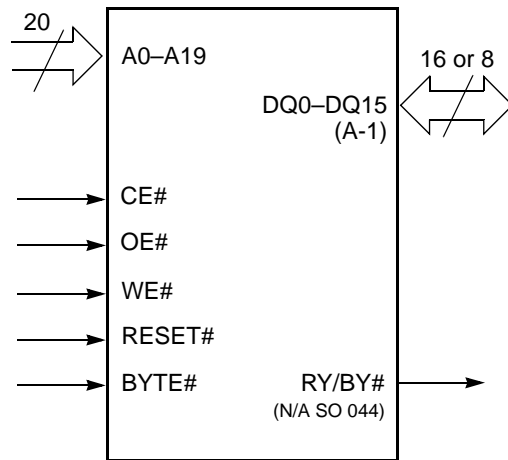 20
A0–A19
16 or 8
DQ0–DQ15
(A-1)
CE#
OE#
WE#
RESET#
BYTE#
RY/BY#
(N/A SO 044)